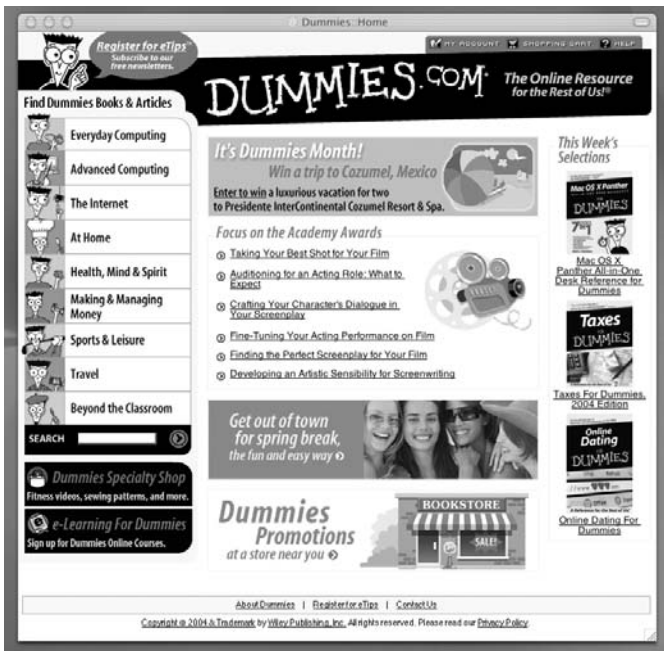 Dummies::Home
Register for eTips™
Subscribe to our
free newsletters.
MY ACCOUNT SHOPPING CART ? HELP
DUMMIES.COM®
The Online Resource
for the Rest of Us!®
Find Dummies Books & Articles
Everyday Computing
Advanced Computing
The Internet
At Home
Health, Mind & Spirit
Making & Managing
Money
Sports & Leisure
Travel
Beyond the Classroom
SEARCH
Dummies Specialty Shop
Fitness videos, sewing patterns, and more.
e-Learning For Dummies
Sign up for Dummies Online Courses.
It's Dummies Month!
Win a trip to Cozumel, Mexico
Enter to win a luxurious vacation for two
to Presidente InterContinental Cozumel Resort & Spa.
Focus on the Academy Awards
Taking Your Best Shot for Your Film
Auditioning for an Acting Role: What to
Expect
Crafting Your Character's Dialogue in
Your Screenplay
Fine-Tuning Your Acting Performance on Film
Finding the Perfect Screenplay for Your Film
Developing an Artistic Sensibility for Screenwriting
Get out of town
for spring break,
the fun and easy way
Dummies
Promotions
at a store near you
BOOKSTORE
SALE!
This Week's
Selections
Mac OS X Panther
DUMMIES
Mac OS X
Panther All-in-One
Desk Reference for
Dummies
Taxes
DUMMIES
Taxes For Dummies,
2004 Edition
Online
Dating
DUMMIES
Online Dating For
Dummies
About Dummies | Register for eTips | Contact Us
Copyright © 2004 & Trademark by Wiley Publishing, Inc. All rights reserved. Please read our Privacy Policy.